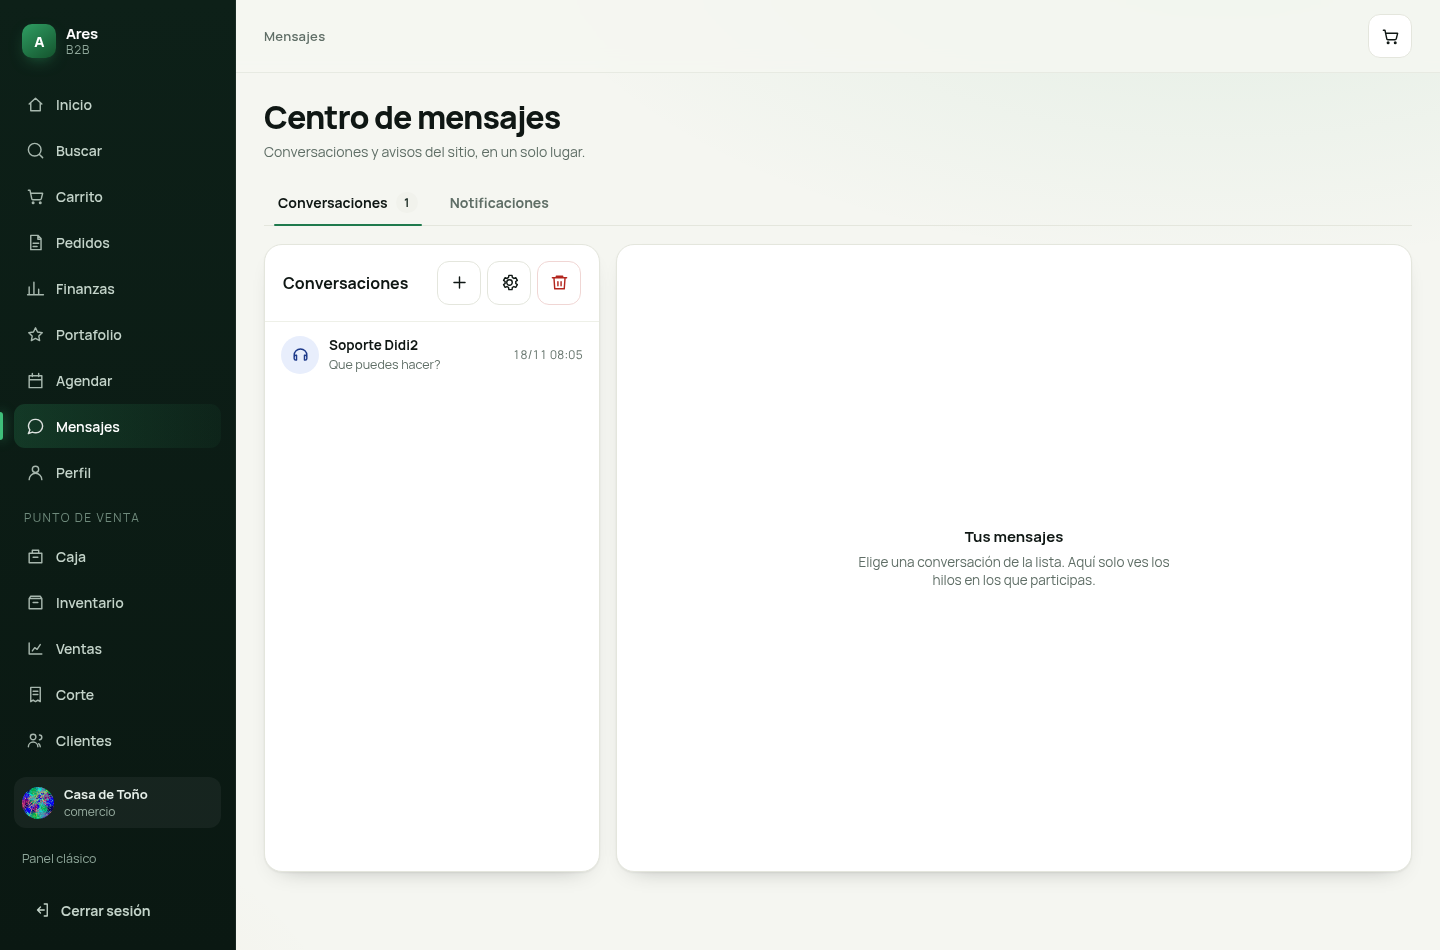 A
Ares
B2B
Inicio
Buscar
Carrito
Pedidos
Finanzas
Portafolio
Agendar
Mensajes
Perfil
PUNTO DE VENTA
Caja
Inventario
Ventas
Corte
Clientes
Casa de Toño
comercio
Panel clásico
Cerrar sesión
Mensajes
Centro de mensajes
Conversaciones y avisos del sitio, en un solo lugar.
Conversaciones 1
Notificaciones
Conversaciones
Soporte Didi2
Que puedes hacer?
18/11 08:05
Tus mensajes
Elige una conversación de la lista. Aquí solo ves los
hilos en los que participas.